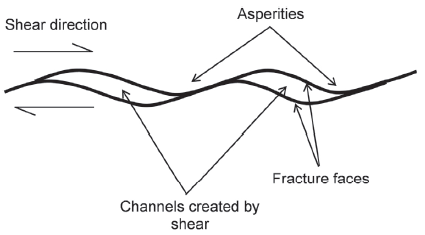 Asperities
Shear direction
Fracture faces
Channels created by
shear